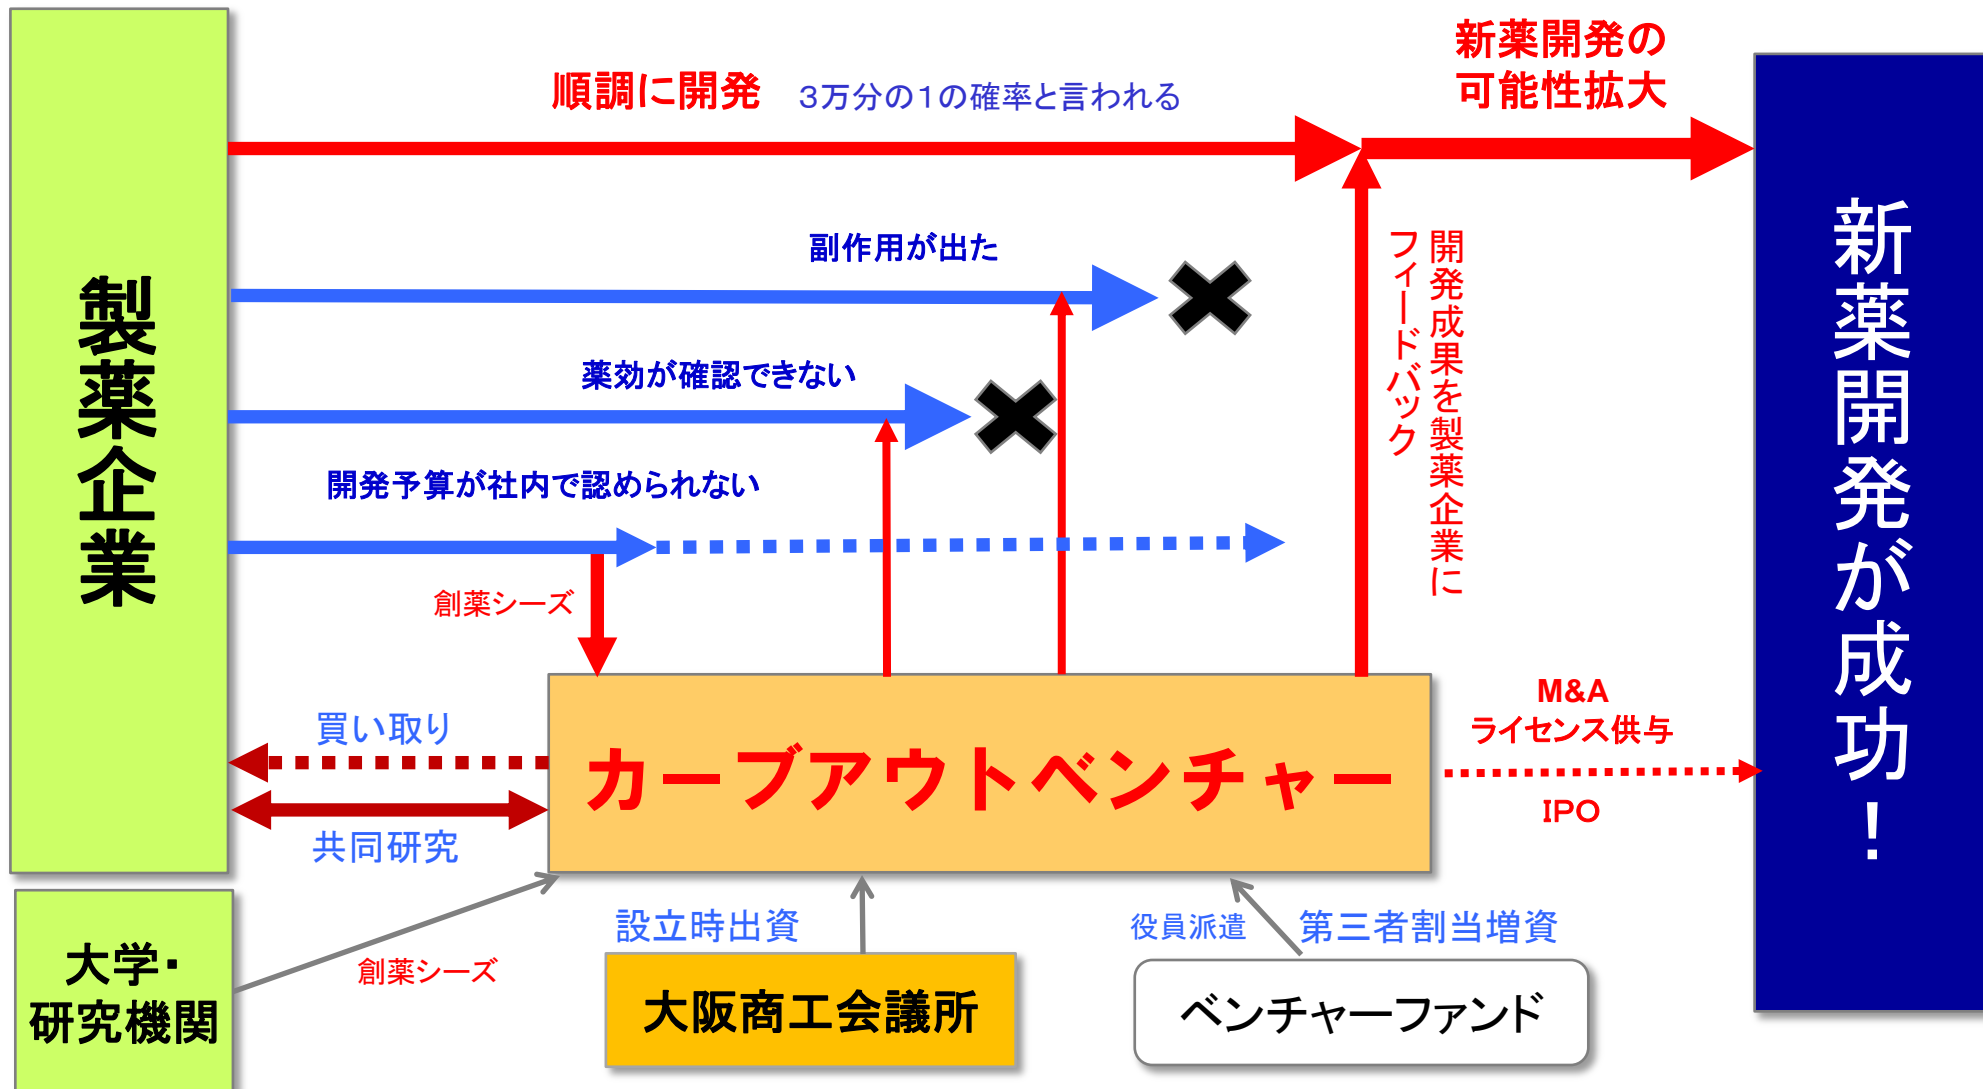 新薬開発の
可能性拡大
順調に開発
3万分の1の確率と言われる
副作用が出た
薬効が確認できない
開発予算が社内で認められない
創薬シーズ
開発成果を製薬企業に
フィードバック
製薬企業
新薬開発が成功!
買い取り
共同研究
カーブアウトベンチャー
M&A
ライセンス供与
IPO
大学・
研究機関
創薬シーズ
設立時出資
大阪商工会議所
役員派遣
第三者割当増資
ベンチャーファンド